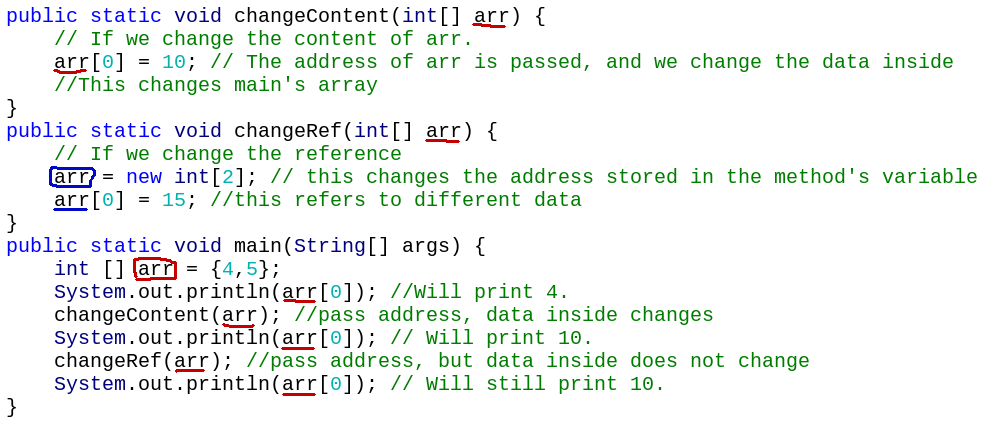 public static void changeContent(int[] arr) {
    // If we change the content of arr.
    arr[0] = 10; // The address of arr is passed, and we change the data inside
    //This changes main's array
}
public static void changeRef(int[] arr) {
    // If we change the reference
    arr = new int[2]; // this changes the address stored in the method's variable
    arr[0] = 15; //this refers to different data
}
public static void main(String[] args) {
    int [] arr = {4,5};
    System.out.println(arr[0]); //Will print 4.
    changeContent(arr); //pass address, data inside changes
    System.out.println(arr[0]); // Will print 10.
    changeRef(arr); //pass address, but data inside does not change
    System.out.println(arr[0]); // Will still print 10.
}